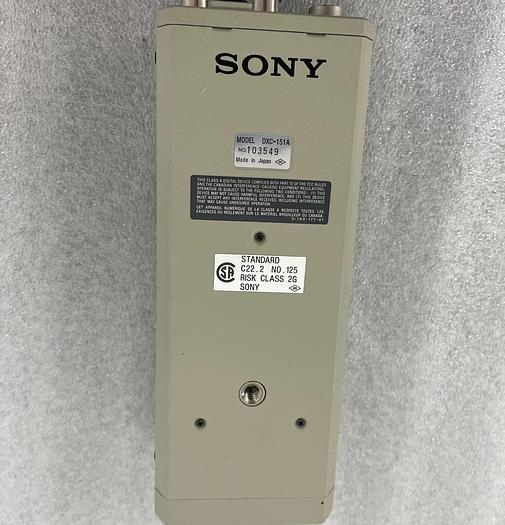 SONY
MODEL DXC-151A
NO. 103549
Made in Japan
THIS CLASS A DIGITAL DEVICE COMPLIES WITH PART 15 OF THE FCC RULES
AND THE CANADIAN INTERFERENCE-CAUSING EQUIPMENT REGULATIONS.
OPERATION IS SUBJECT TO THE FOLLOWING TWO CONDITIONS: (1) THIS
DEVICE MAY NOT CAUSE HARMFUL INTERFERENCE, AND (2) THIS DEVICE
MUST ACCEPT ANY INTERFERENCE RECEIVED, INCLUDING INTERFERENCE
THAT MAY CAUSE UNDESIRED OPERATION.
CET APPAREIL NUMERIQUE DE LA CLASSE A RESPECTE TOUTES LES
EXIGENCES DU REGLEMENT SUR LE MATERIEL BROUILLEUR DU CANADA.
STANDARD
C22.2 NO.125
RISK CLASS 2G
SONY